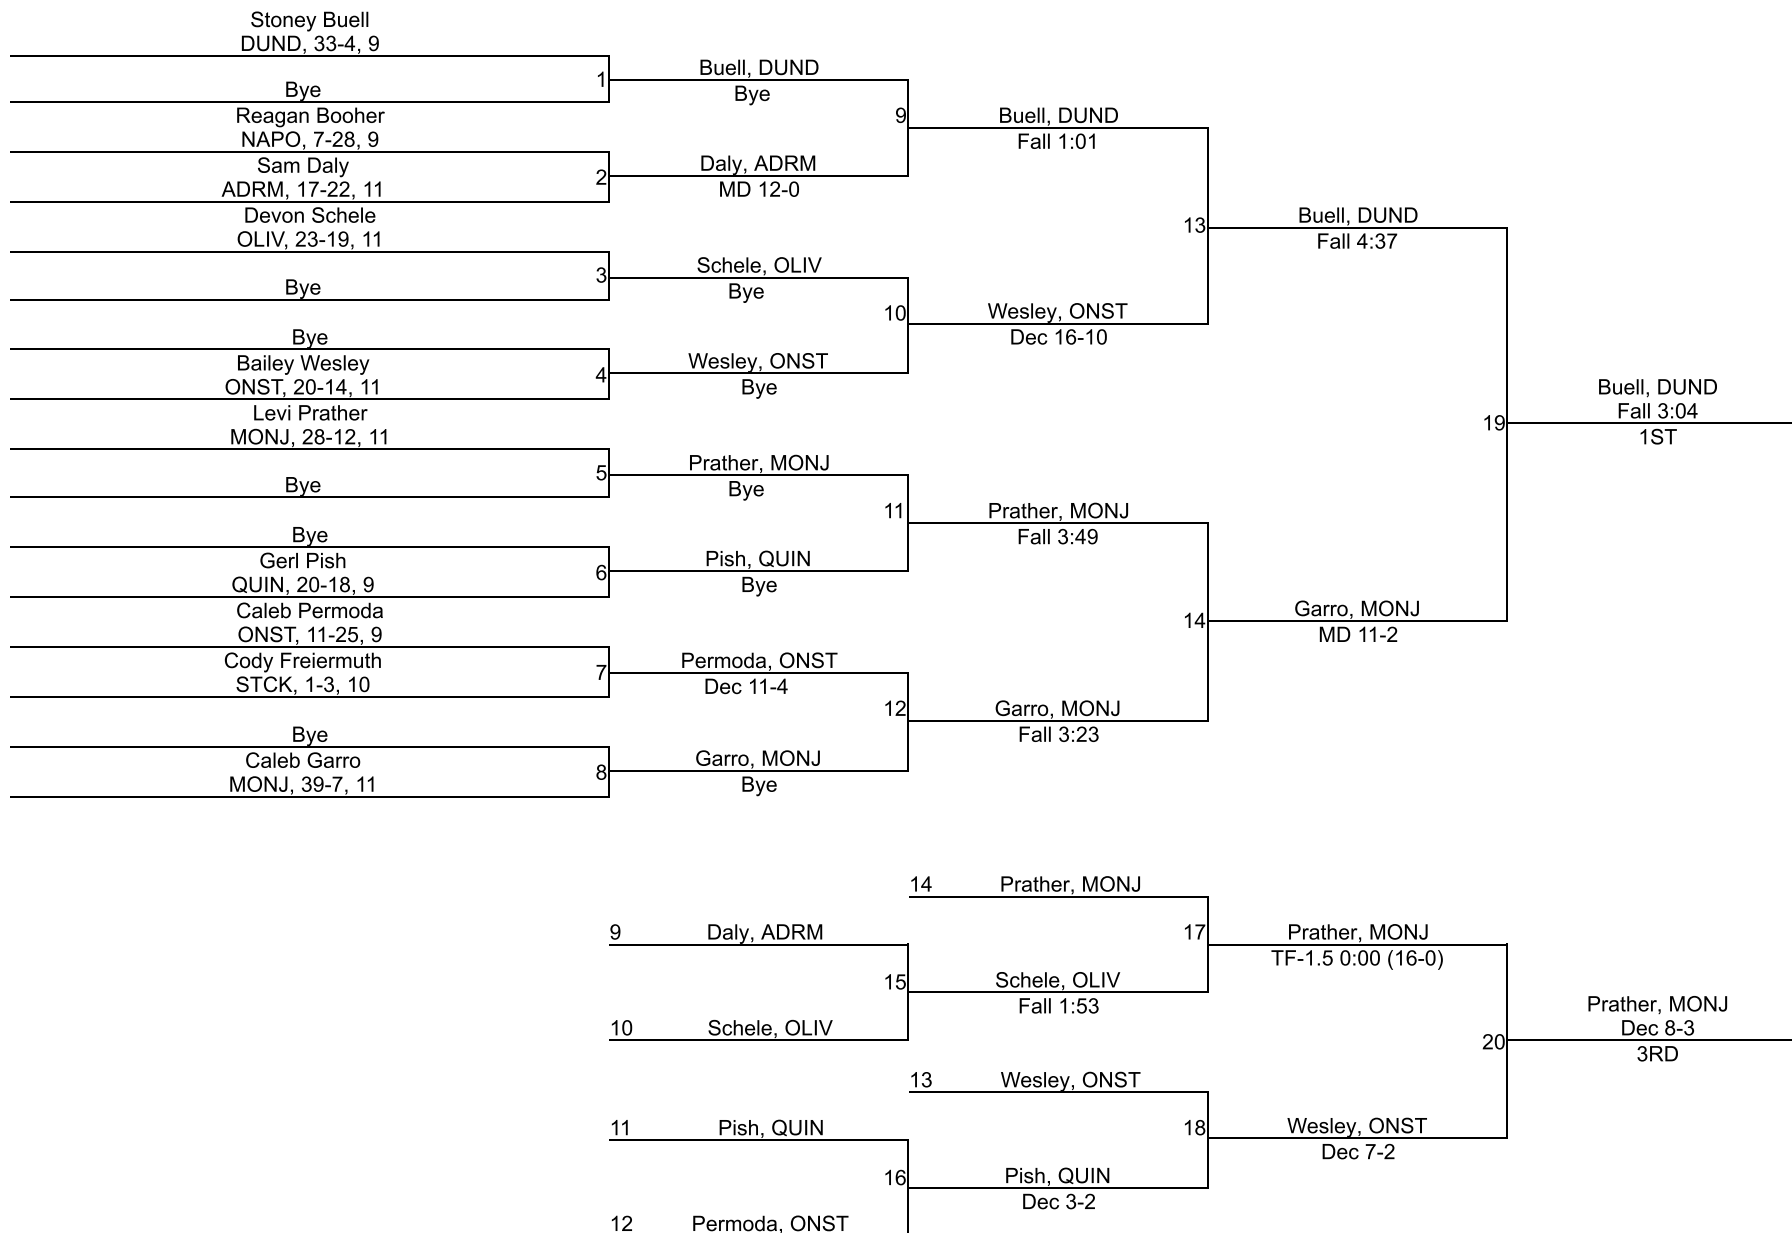 Stoney Buell
DUND, 33-4, 9
Bye
1
Reagan Booher
NAPO, 7-28, 9
Sam Daly
ADRM, 17-22, 11
2
Devon Schele
OLIV, 23-19, 11
Bye
3
Bye
Bailey Wesley
ONST, 20-14, 11
4
Levi Prather
MONJ, 28-12, 11
Bye
5
Bye
Gerl Pish
QUIN, 20-18, 9
6
Caleb Permoda
ONST, 11-25, 9
Cody Freiermuth
STCK, 1-3, 10
7
Bye
Caleb Garro
MONJ, 39-7, 11
8
Buell, DUND
Bye
9
Daly, ADRM
MD 12-0
Schele, OLIV
Bye
10
Wesley, ONST
Bye
Prather, MONJ
Bye
11
Pish, QUIN
Bye
Permoda, ONST
Dec 11-4
12
Garro, MONJ
Bye
Buell, DUND
Fall 1:01
13
Wesley, ONST
Dec 16-10
Prather, MONJ
Fall 3:49
14
Garro, MONJ
Fall 3:23
Buell, DUND
Fall 4:37
19
Garro, MONJ
MD 11-2
Buell, DUND
Fall 3:04
1ST
14 Prather, MONJ
9 Daly, ADRM
15
10 Schele, OLIV
Schele, OLIV
Fall 1:53
17
13 Wesley, ONST
11 Pish, QUIN
16
12 Permoda, ONST
Pish, QUIN
Dec 3-2
18
Prather, MONJ
TF-1.5 0:00 (16-0)
20
Wesley, ONST
Dec 7-2
Prather, MONJ
Dec 8-3
3RD